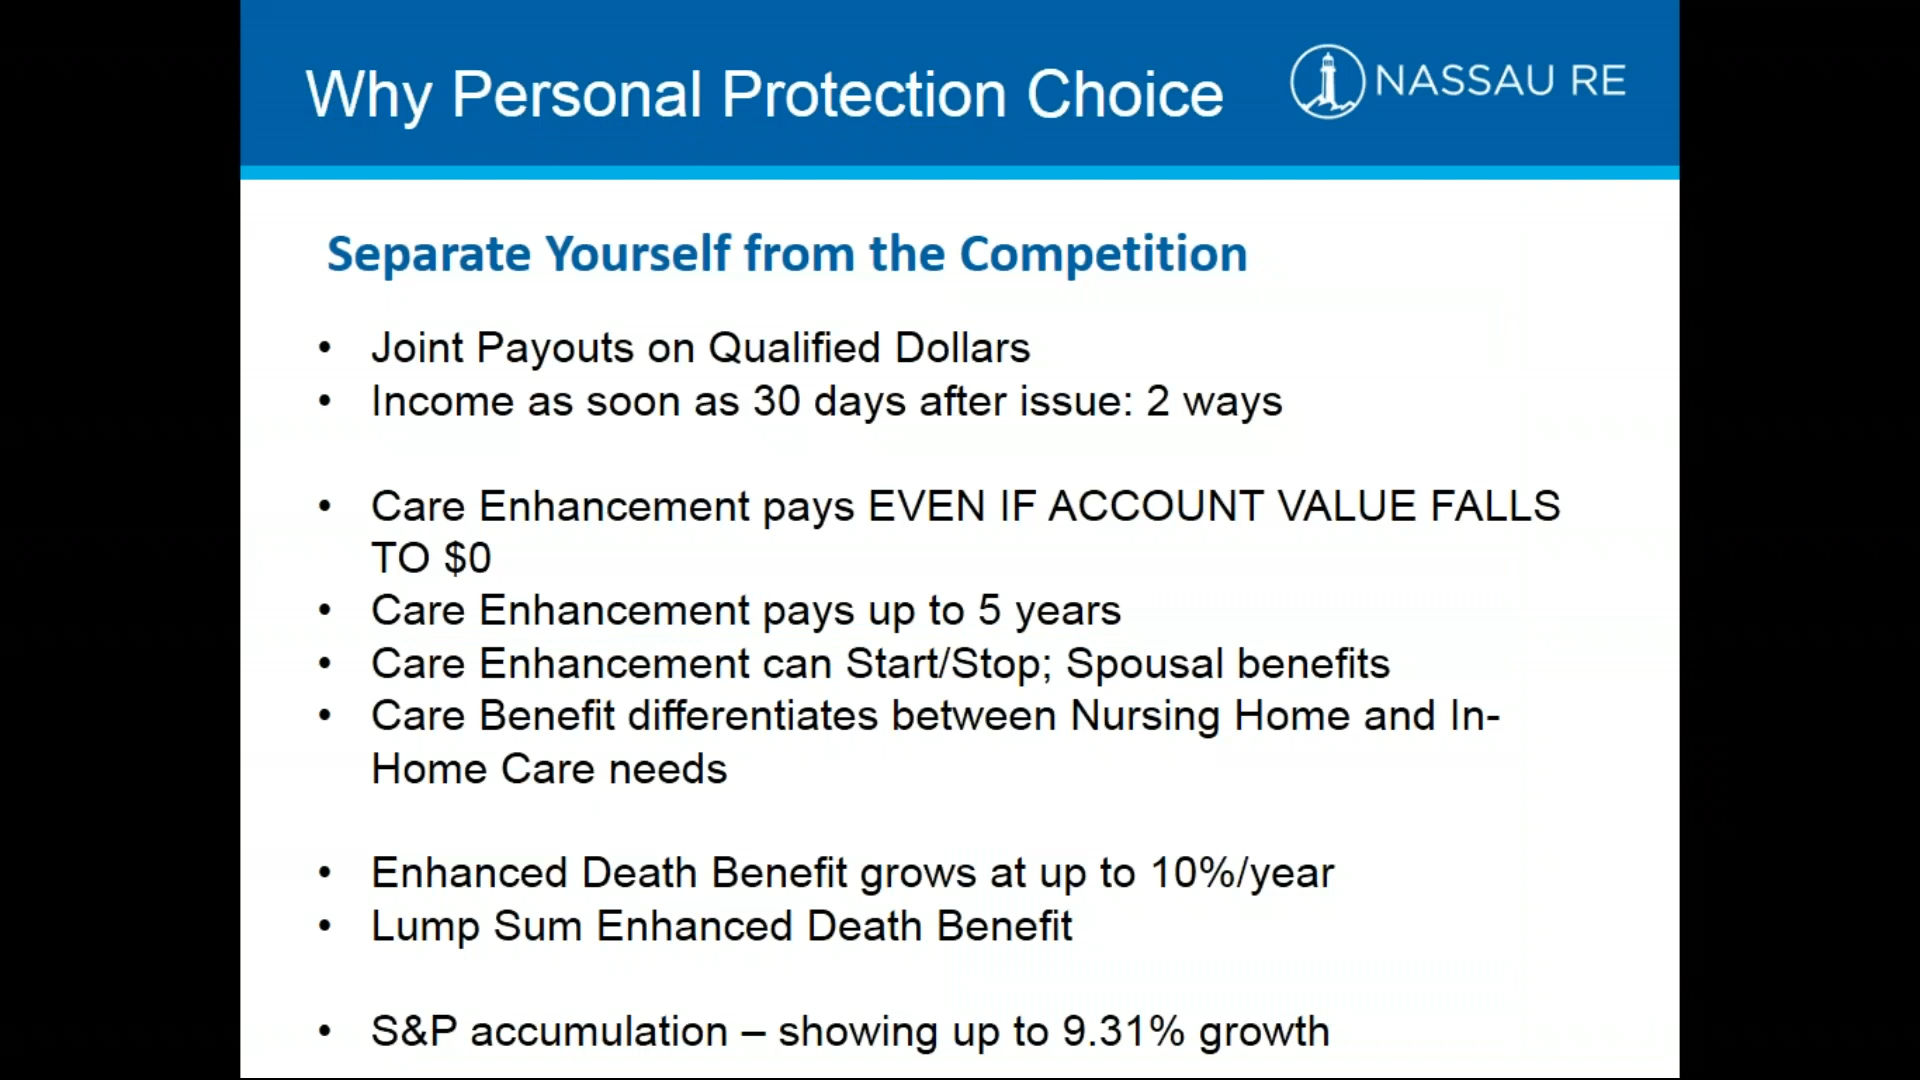 Why Personal Protection Choice
NASSAU RE
Separate Yourself from the Competition
• Joint Payouts on Qualified Dollars
• Income as soon as 30 days after issue: 2 ways
• Care Enhancement pays EVEN IF ACCOUNT VALUE FALLS
TO $0
• Care Enhancement pays up to 5 years
• Care Enhancement can Start/Stop; Spousal benefits
• Care Benefit differentiates between Nursing Home and In-
Home Care needs
• Enhanced Death Benefit grows at up to 10%/year
• Lump Sum Enhanced Death Benefit
• S&P accumulation – showing up to 9.31% growth